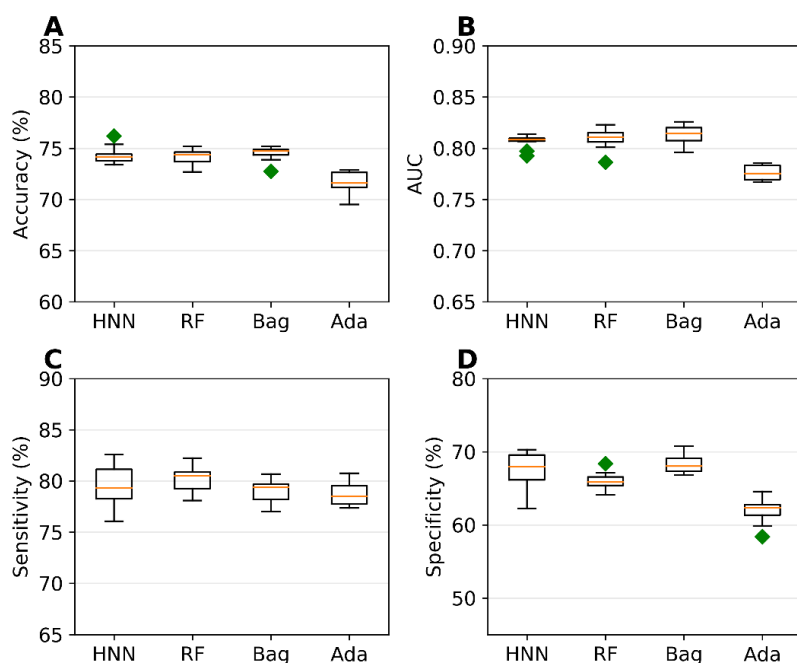 A
Accuracy (%)
85
80
75
70
65
60
HNN RF Bag Ada
B
AUC
0.90
0.85
0.80
0.75
0.70
0.65
HNN RF Bag Ada
C
Sensitivity (%)
90
85
80
75
70
65
HNN RF Bag Ada
D
Specificity (%)
80
70
60
50
HNN RF Bag Ada